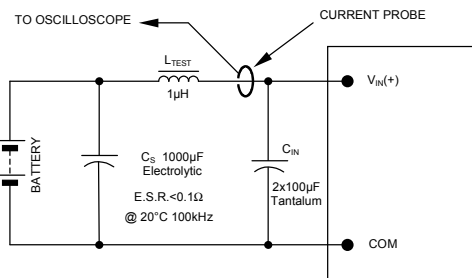 TO OSCILLOSCOPE
CURRENT PROBE
LTEST
1µH
VIN(+)
BATTERY
CS 1000µF
Electrolytic
E.S.R.<0.1Ω
@ 20°C 100kHz
CIN
2x100µF
Tantalum
COM